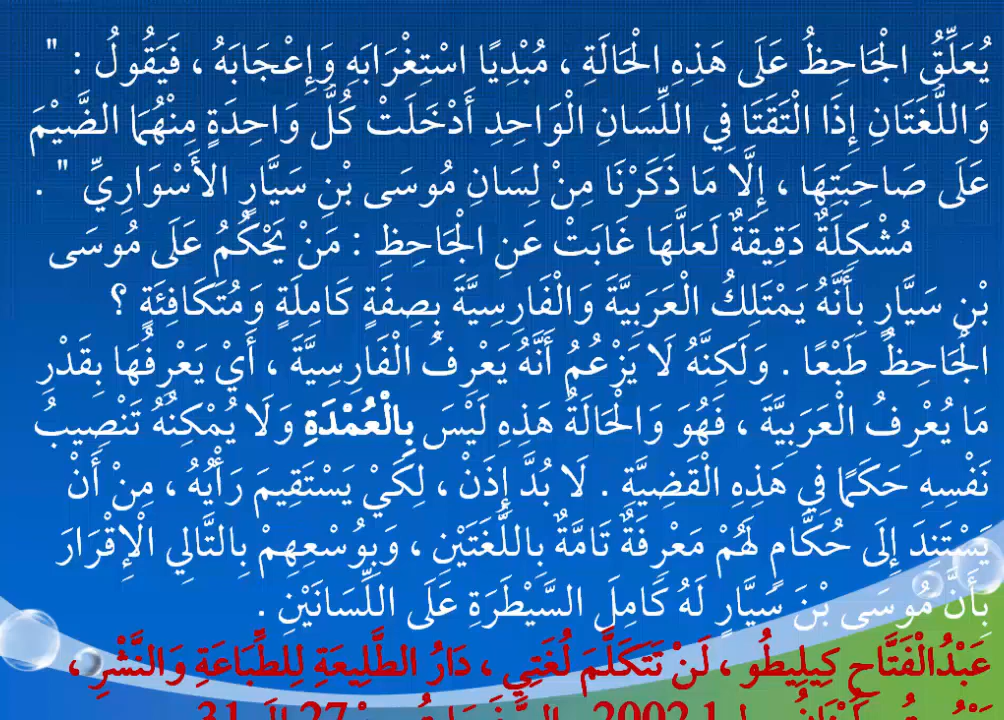 يُعَلِّقُ الْجَاحِظُ عَلَى هَذِهِ الْحَالَةِ ، مُبْدِيًا اسْتِغْرَابَه وَإِعْجَابَهُ ، فَيَقُولُ : "
وَاللُّغَتَانِ إِذَا الْتَقَتَا فِي اللِّسَانِ الْوَاحِدِ أَدْخَلَتْ كُلُّ وَاحِدَةٍ مِنْهُمَا الضَّيْمَ
عَلَى صَاحِبَتِهَا ، إِلَّا مَا ذَكَرْنَا مِنْ لِسَانِ مُوسَى بْنِ سَيَّارٍ الأَسْوَارِيِّ " .
مُشْكِلَةٌ دَقِيقَةٌ لَعَلَّهَا غَابَتْ عَنِ الْجَاحِظِ : مَنْ يَحْكُمُ عَلَى مُوسَى
بْنِ سَيَّارٍ بِأَنَّهُ يَمْتَلِكُ الْعَرَبِيَّةَ وَالْفَارِسِيَّةَ بِصِفَةٍ كَامِلَةٍ وَمُتَكَافِئَةٍ ؟
الْجَاحِظُ طَبْعًا . وَلَكِنَّهُ لَا يَزْعُمُ أَنَّهُ يَعْرِفُ الْفَارِسِيَّةَ ، أَيْ يَعْرِفُهَا بِقَدْرِ
مَا يُعْرِفُ الْعَرَبِيَّةَ ، فَهُوَ وَالْحَالَةُ هَذِهِ لَيْسَ بِالْعُمْدَةِ وَلَا يُمْكِنُهُ تَنْصِيبُ
نَفْسِهِ حَكَمًا فِي هَذِهِ الْقَضِيَّة . لَا بُدَّ إِذَنْ ، لِكَيْ يَسْتَقِيمَ رَأْيُهُ ، مِنْ أَنْ
يَسْتَنِدَ إِلَى حُكَّامٍ لَهُمْ مَعْرِفَةٌ تَامَّةٌ بِاللُّغَتَيْنِ ، وَبِوُسْعِهِمْ بِالتَّالِي الْإِقْرَارَ
بِأَنَّ مُوسَى بْنَ سَيَّارٍ لَهُ كَامِلَ السَّيْطَرَةِ عَلَى اللِّسَانَيْنِ .
عَبْدُالْفَتَّاحِ كِيلِيطُو ، لَنْ تَتَكَلَّمَ لُغَتِي ، دَارُ الطَّلِيعَةِ لِلطِّبَاعَةِ وَالنَّشْرِ ،